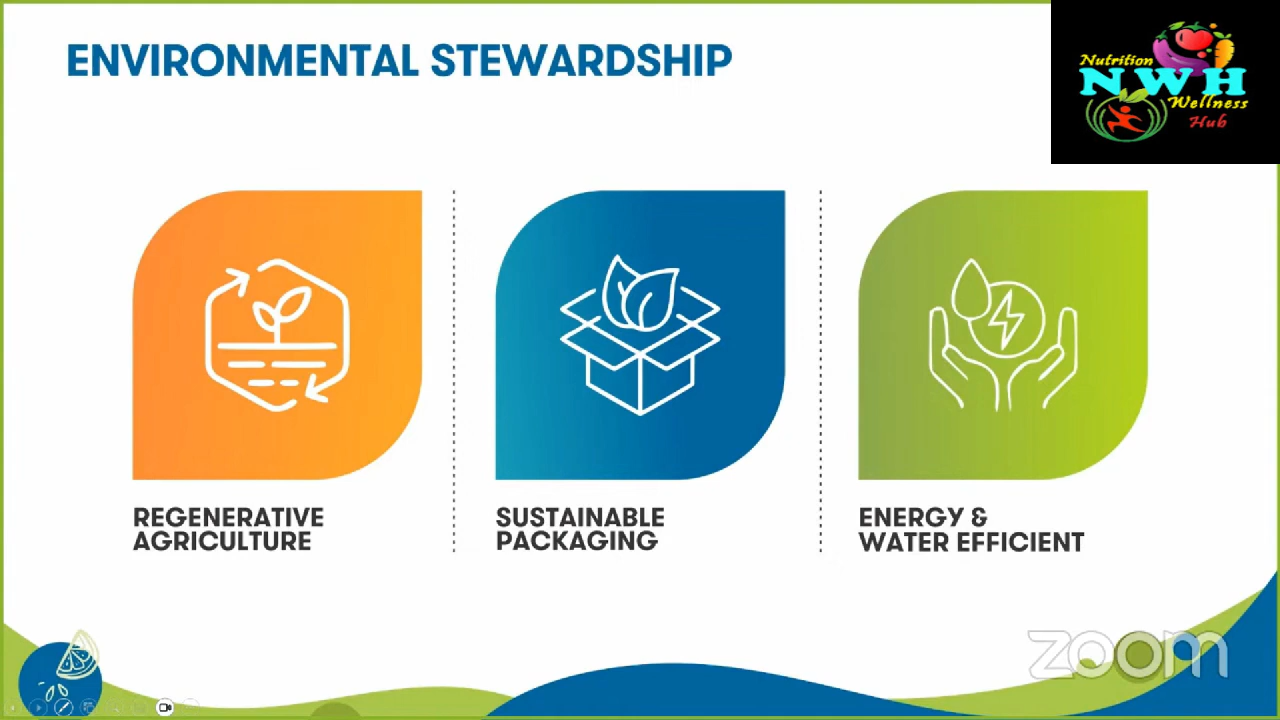 ENVIRONMENTAL STEWARDSHIP
Nutrition
NWH
Wellness
Hub
REGENERATIVE
AGRICULTURE
SUSTAINABLE
PACKAGING
ENERGY &
WATER EFFICIENT
zoom